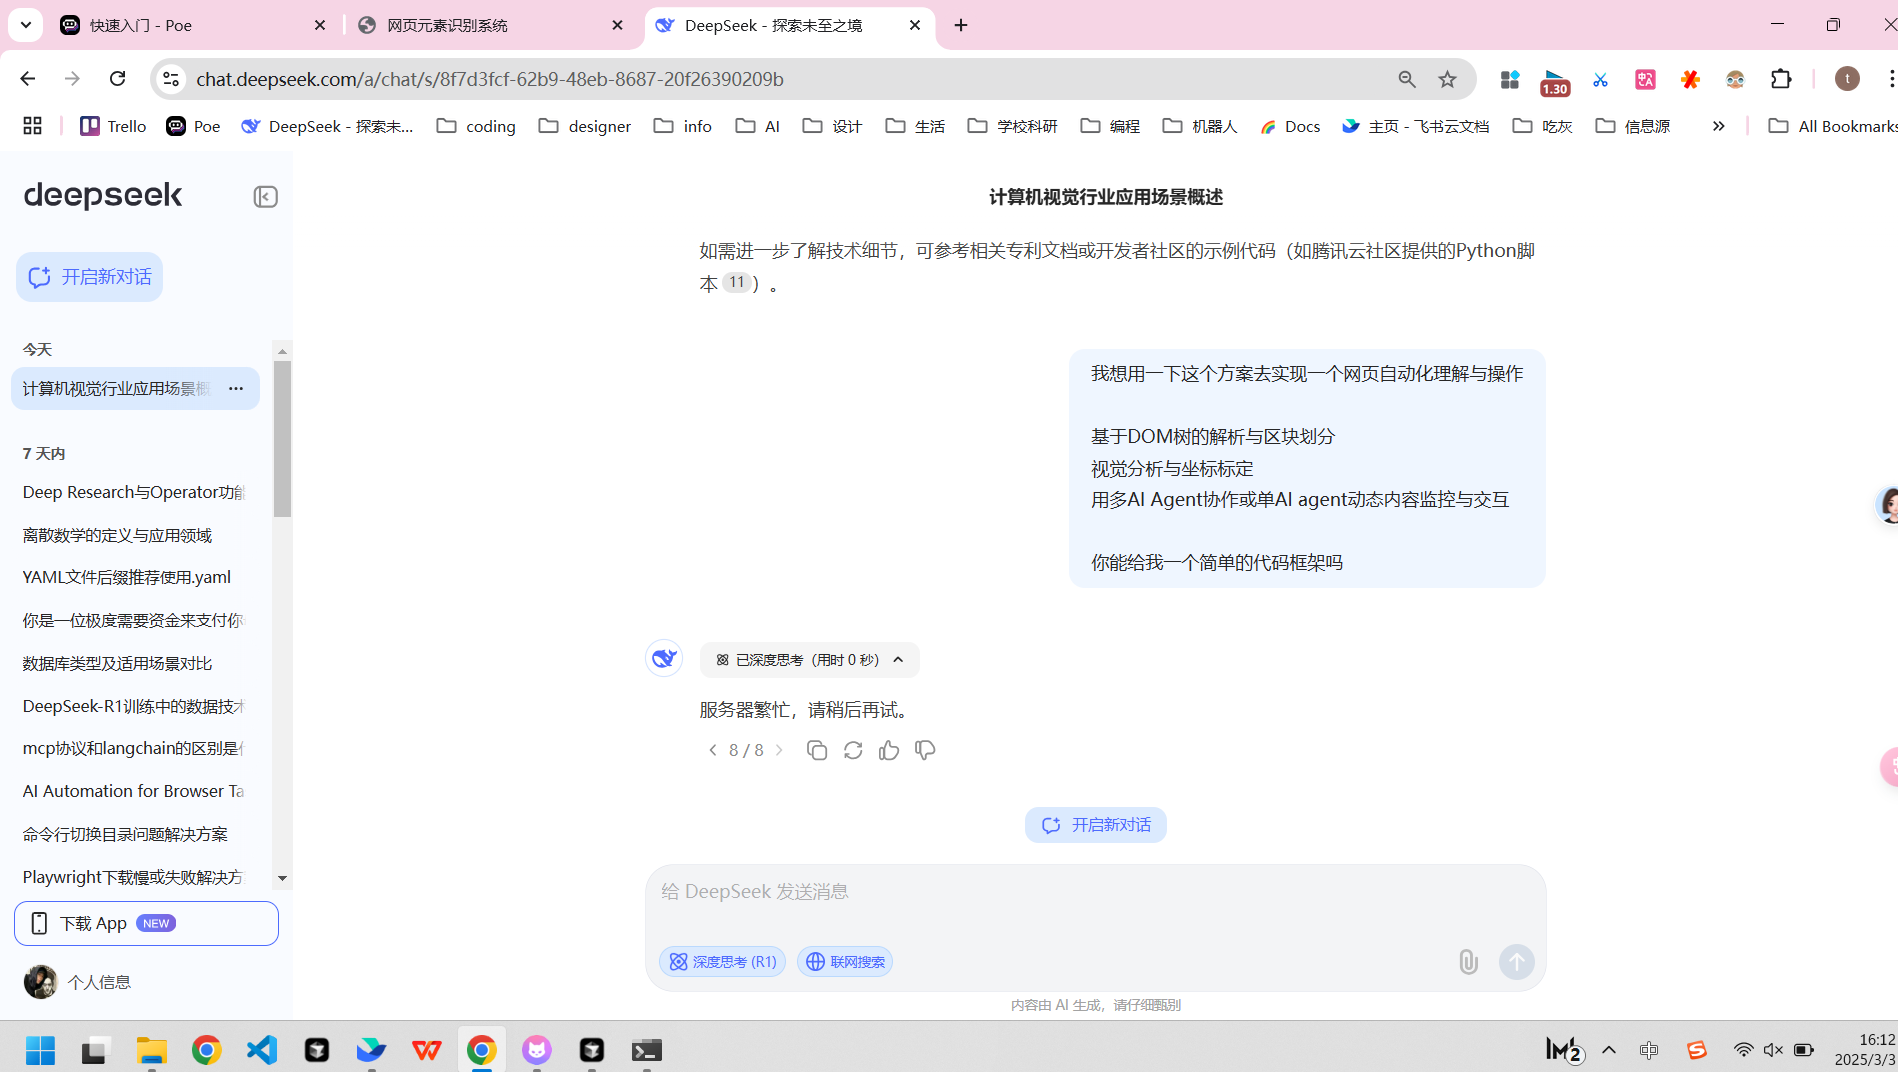 快速入门 - Poe
网页元素识别系统
DeepSeek - 探索未至之境
chat.deepseek.com/a/chat/s/8f7d3fcf-62b9-48eb-8687-20f26390209b
1.30
t
Trello
Poe
DeepSeek - 探索未...
coding
designer
info
AI
设计
生活
学校科研
编程
机器人
Docs
主页 - 飞书云文档
吃灰
信息源
All Bookmarks
deepseek
开启新对话
今天
计算机视觉行业应用场景概
7 天内
Deep Research与Operator功能
离散数学的定义与应用领域
YAML文件后缀推荐使用.yaml
你是一位极度需要资金来支付你
数据库类型及适用场景对比
DeepSeek-R1训练中的数据技术
mcp协议和langchain的区别是什
AI Automation for Browser Ta
命令行切换目录问题解决方案
Playwright下载慢或失败解决方
下载 App NEW
个人信息
计算机视觉行业应用场景概述
如需进一步了解技术细节，可参考相关专利文档或开发者社区的示例代码（如腾讯云社区提供的Python脚
本 11 ）。
我想用一下这个方案去实现一个网页自动化理解与操作
基于DOM树的解析与区块划分
视觉分析与坐标标定
用多AI Agent协作或单AI agent动态内容监控与交互
你能给我一个简单的代码框架吗
已深度思考（用时 0 秒）
服务器繁忙，请稍后再试。
8 / 8
开启新对话
给 DeepSeek 发送消息
深度思考 (R1)
联网搜索
内容由 AI 生成，请仔细甄别
中
16:12
2025/3/3